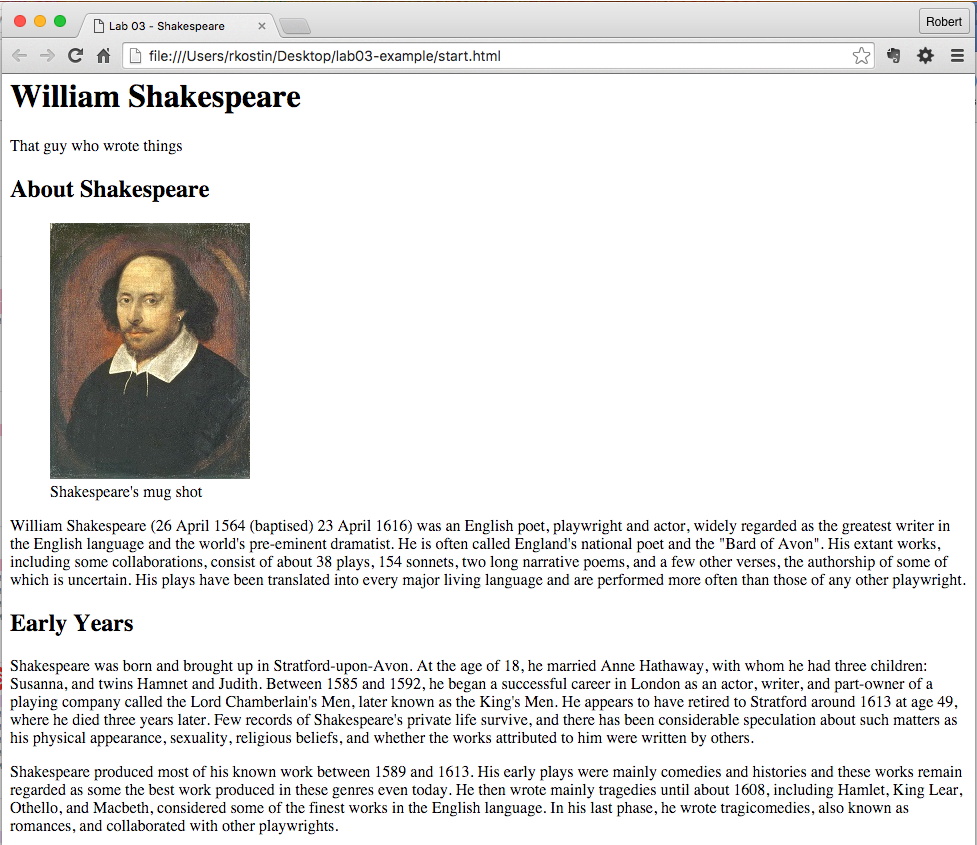 Lab 03 - Shakespeare
Robert
file:///Users/rkostin/Desktop/lab03-example/start.html
William Shakespeare
That guy who wrote things
About Shakespeare
Shakespeare's mug shot
William Shakespeare (26 April 1564 (baptised) 23 April 1616) was an English poet, playwright and actor, widely regarded as the greatest writer in
the English language and the world's pre-eminent dramatist. He is often called England's national poet and the "Bard of Avon". His extant works,
including some collaborations, consist of about 38 plays, 154 sonnets, two long narrative poems, and a few other verses, the authorship of some of
which is uncertain. His plays have been translated into every major living language and are performed more often than those of any other playwright.
Early Years
Shakespeare was born and brought up in Stratford-upon-Avon. At the age of 18, he married Anne Hathaway, with whom he had three children:
Susanna, and twins Hamnet and Judith. Between 1585 and 1592, he began a successful career in London as an actor, writer, and part-owner of a
playing company called the Lord Chamberlain's Men, later known as the King's Men. He appears to have retired to Stratford around 1613 at age 49,
where he died three years later. Few records of Shakespeare's private life survive, and there has been considerable speculation about such matters as
his physical appearance, sexuality, religious beliefs, and whether the works attributed to him were written by others.
Shakespeare produced most of his known work between 1589 and 1613. His early plays were mainly comedies and histories and these works remain
regarded as some the best work produced in these genres even today. He then wrote mainly tragedies until about 1608, including Hamlet, King Lear,
Othello, and Macbeth, considered some of the finest works in the English language. In his last phase, he wrote tragicomedies, also known as
romances, and collaborated with other playwrights.